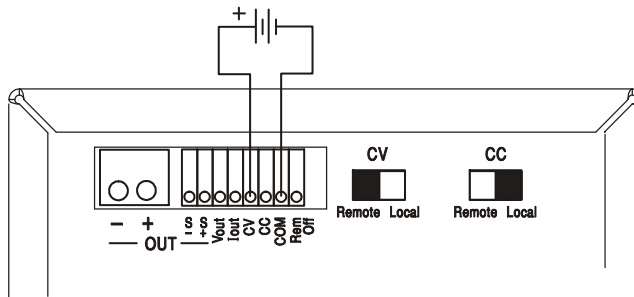 +
CV
CC
Remote Local
Remote Local
- +
S- S+ Vout Iout CV CC COM Rem Off
OUT